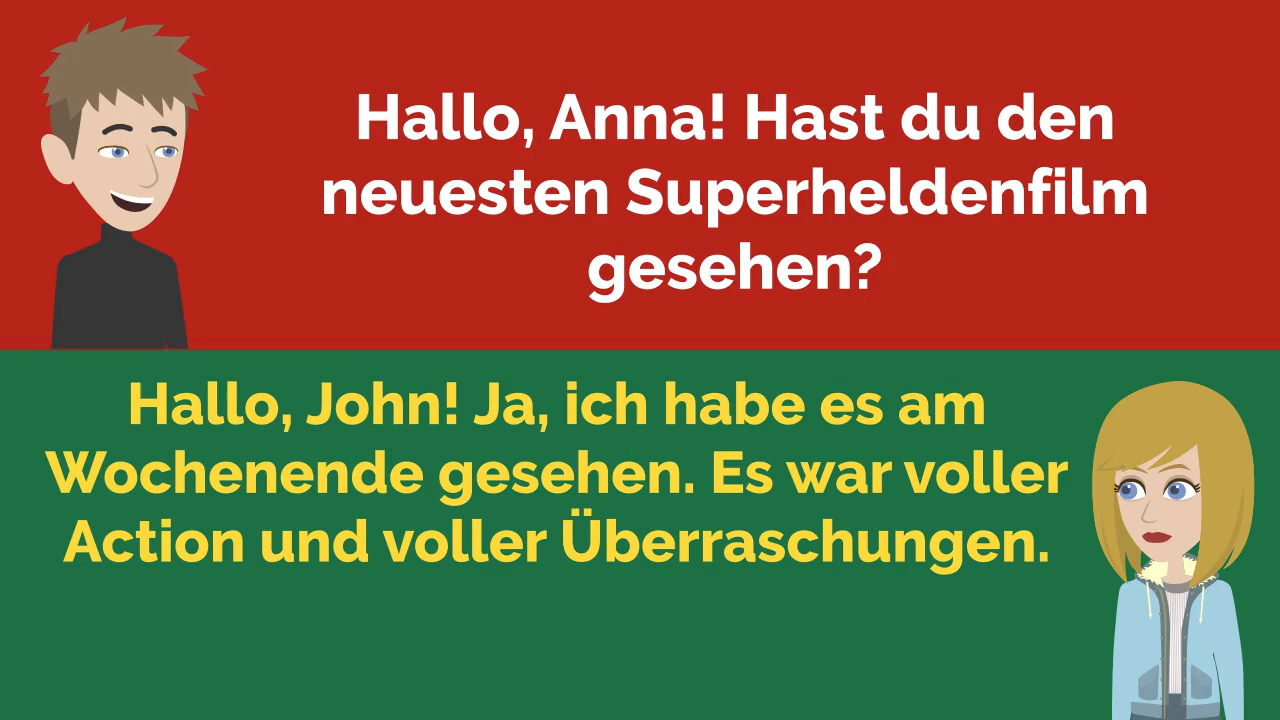 Hallo, Anna! Hast du den
neuesten Superheldenfilm
gesehen?
Hallo, John! Ja, ich habe es am
Wochenende gesehen. Es war voller
Action und voller Überraschungen.